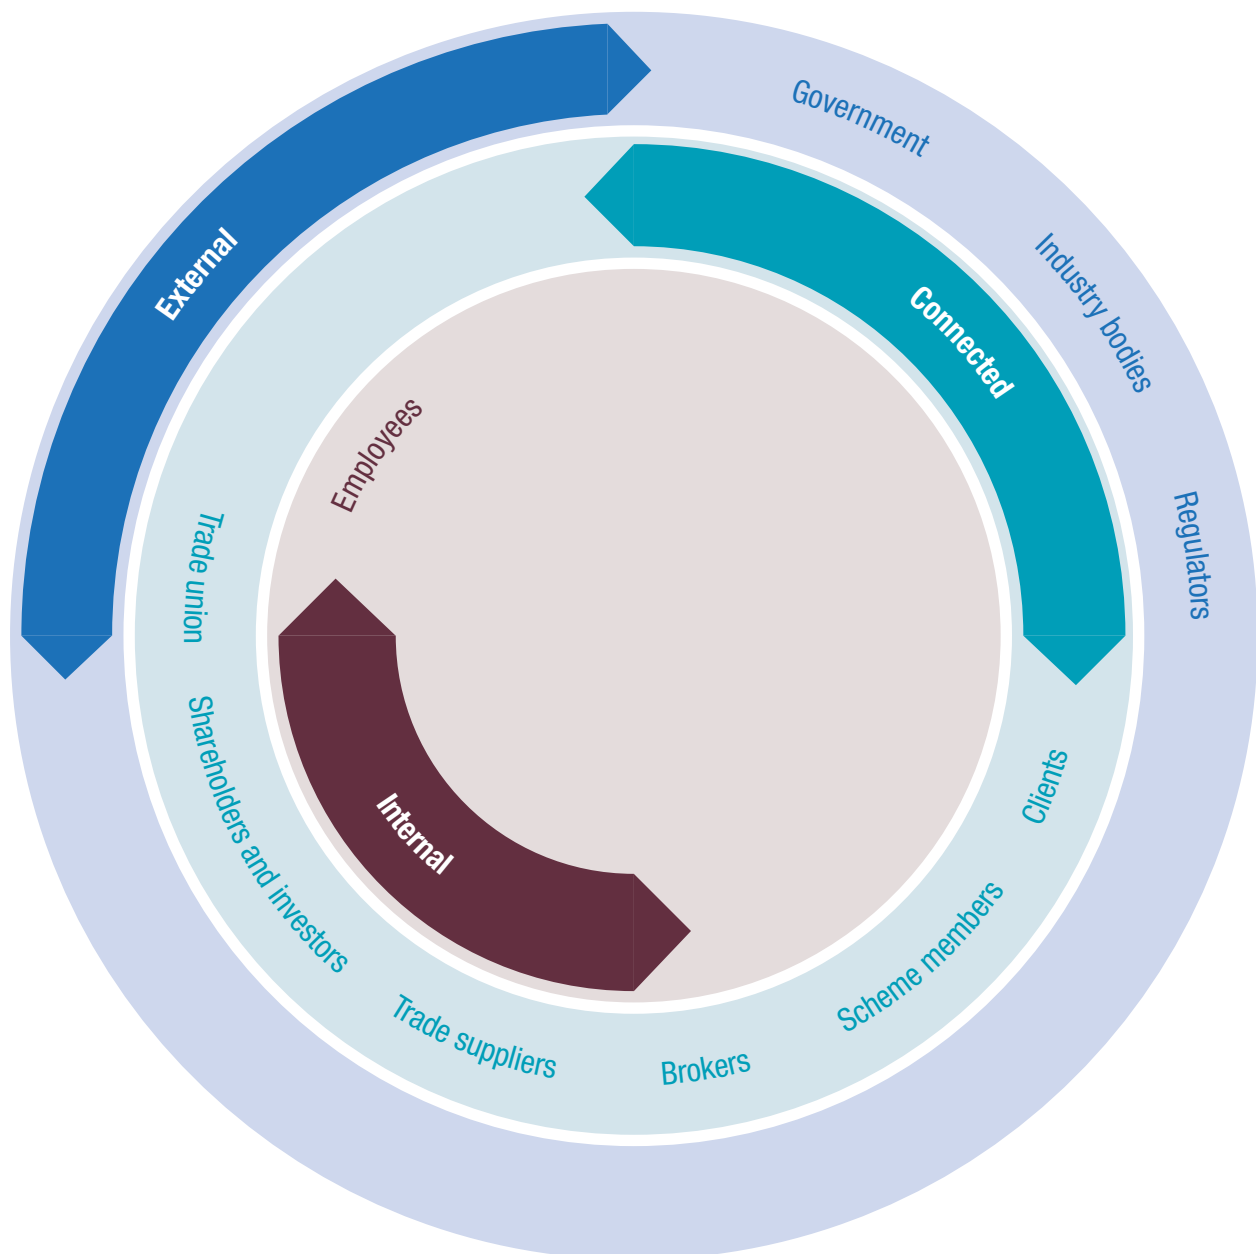 External
Government
Industry bodies
Regulators
Connected
Clients
Scheme members
Brokers
Trade suppliers
Shareholders and investors
Trade union
Internal
Employees